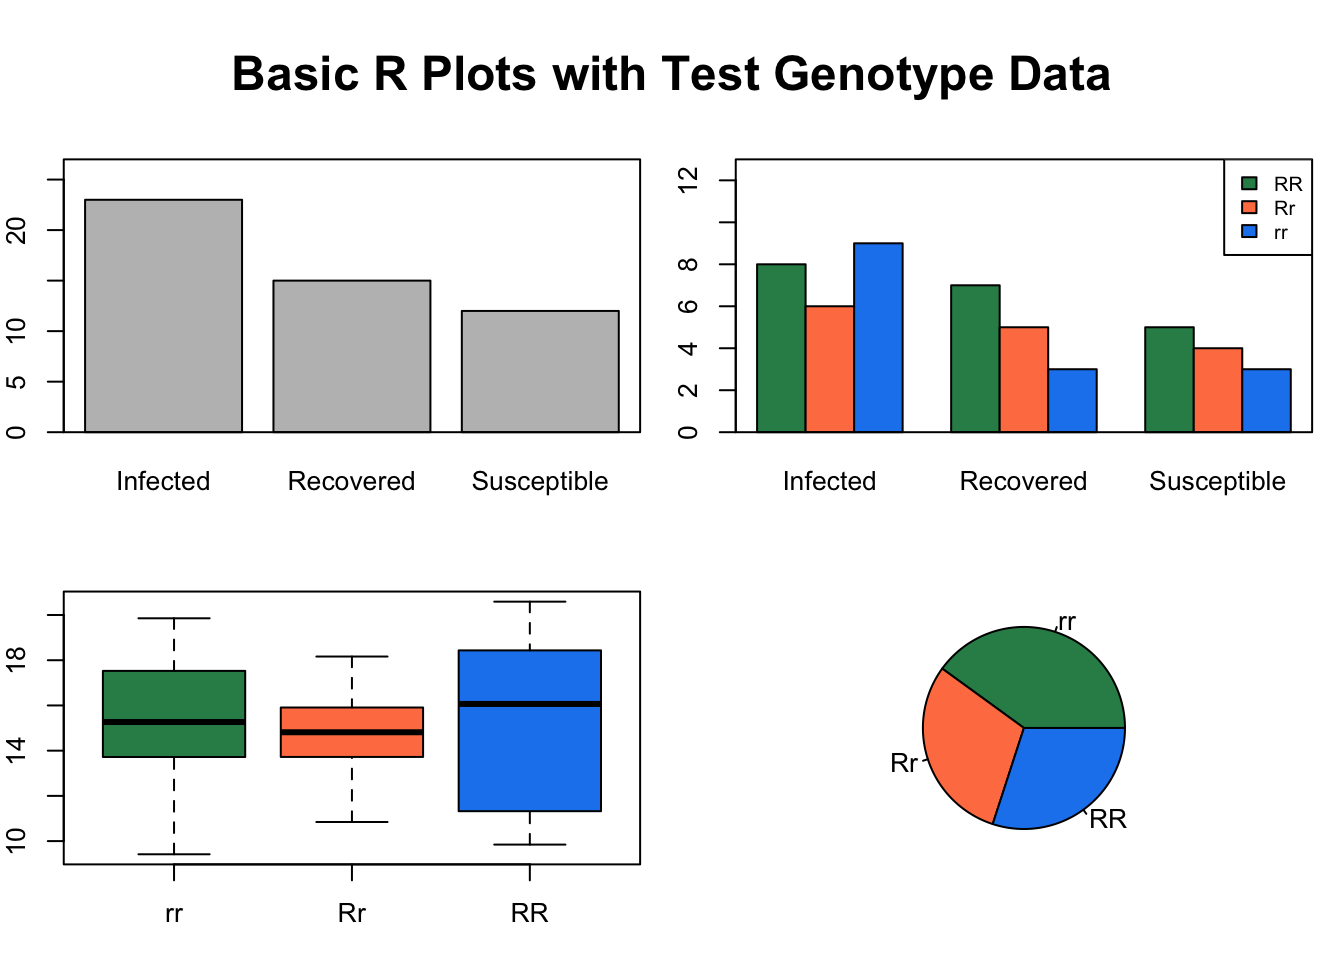 Basic R Plots with Test Genotype Data
20
10
5
0
Infected Recovered Susceptible
12
8
6
4
2
0
RR
Rr
rr
Infected Recovered Susceptible
18
14
10
rr Rr RR
rr
Rr
RR